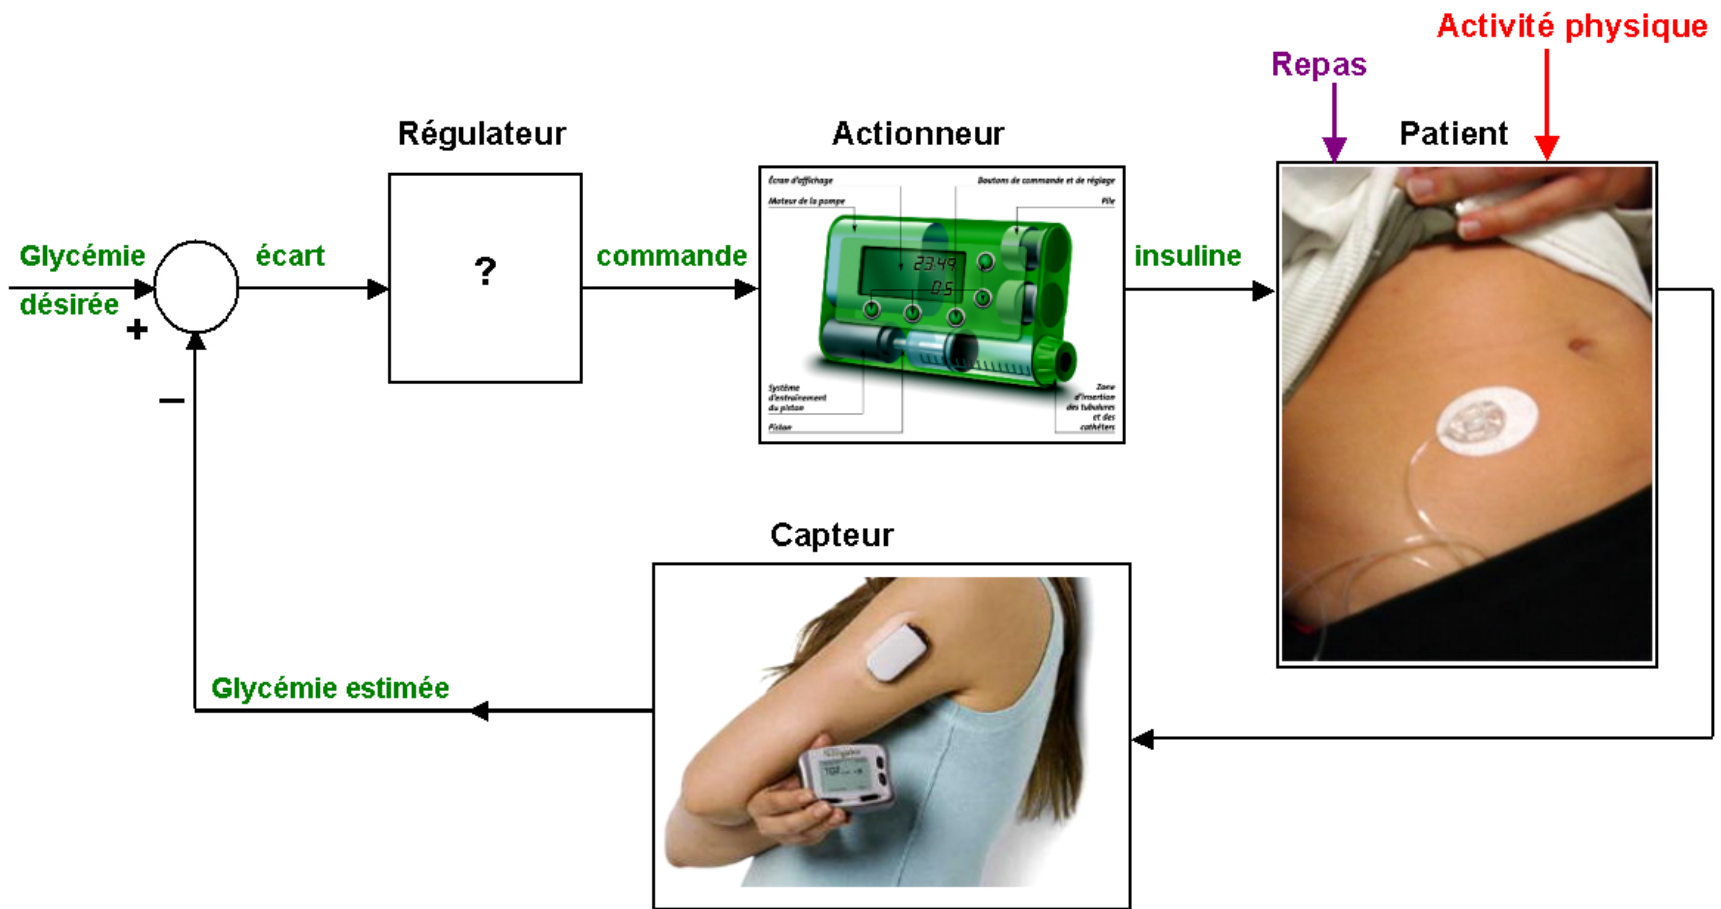 Activité physique
Repas
Régulateur
Actionneur
Patient
Écran d'affichage
Boutons de commande et de réglage
Moteur de la pompe
Pile
Glycémie
désirée
+
−
écart
?
commande
23:49
0.5
insuline
Système
d'entraînement
du piston
Piston
Zone
d'insertion
des tubulures
et des
cathéters
Capteur
Glycémie estimée